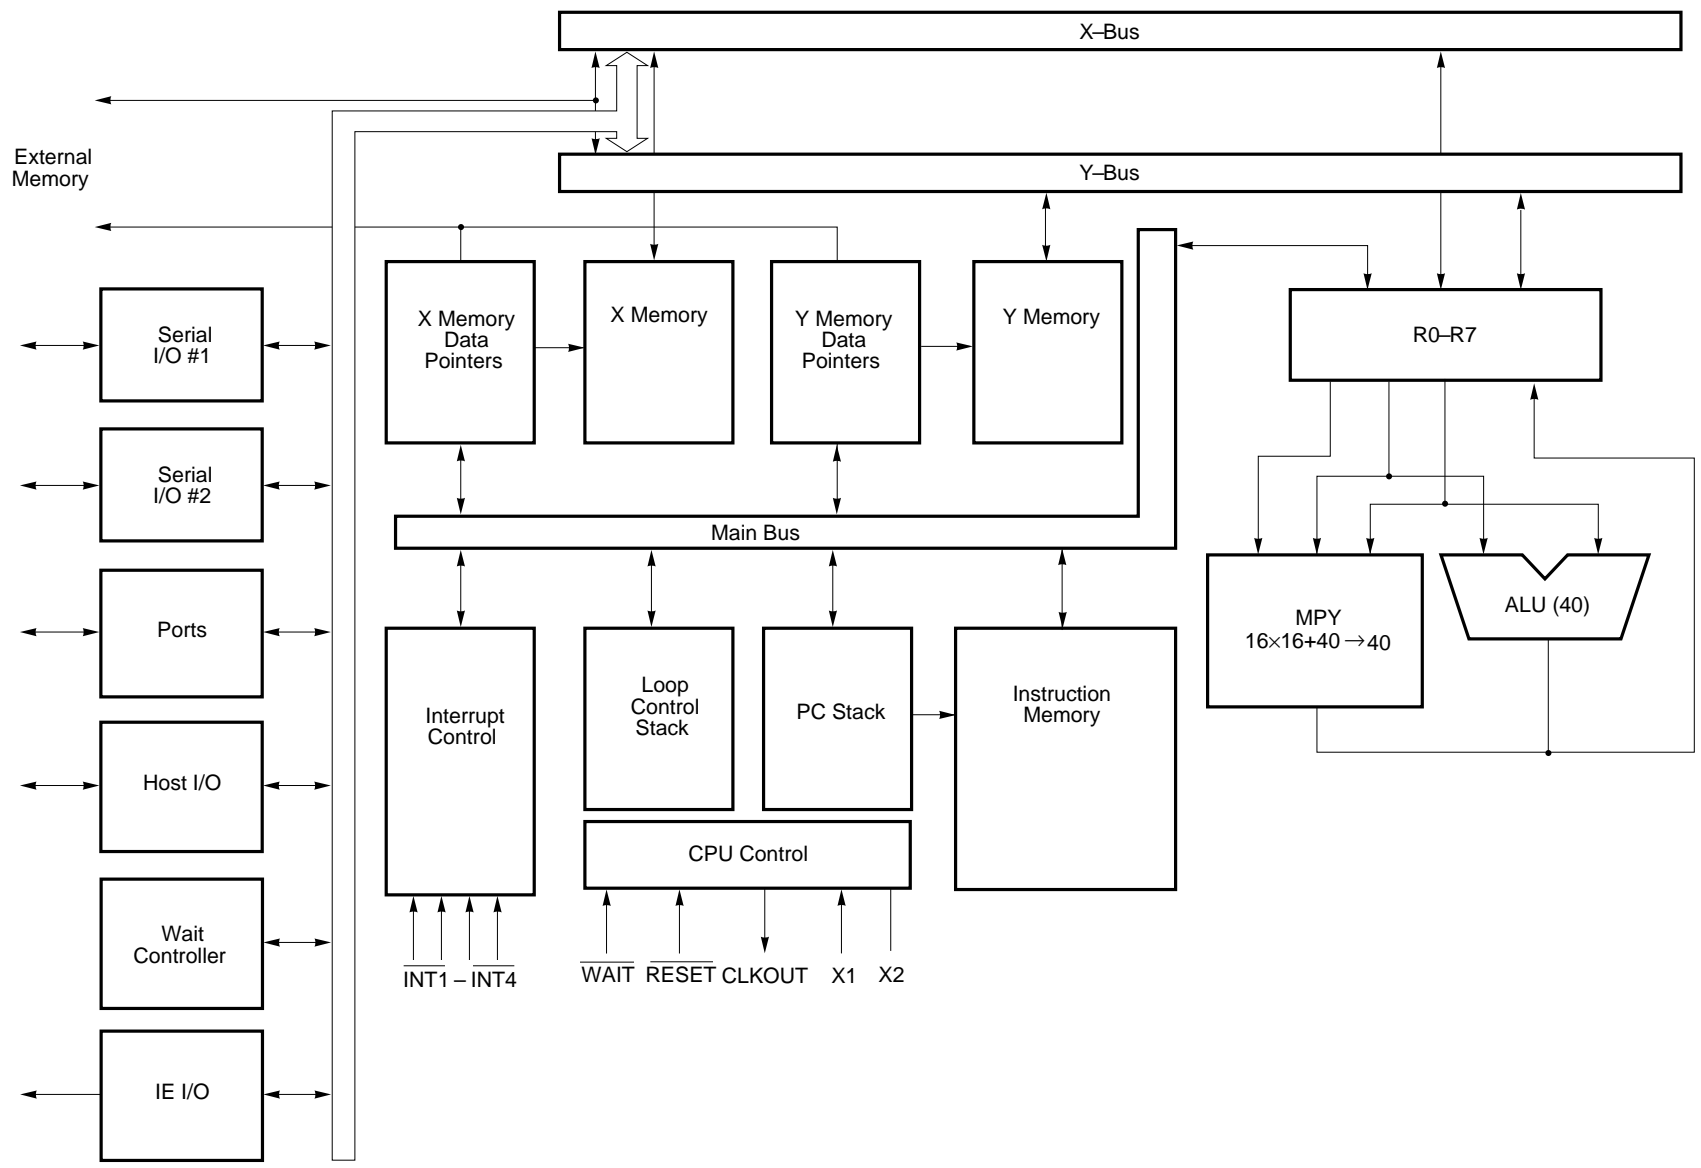 X–Bus
External
Memory
Y–Bus
Serial
I/O #1
X Memory
Data
Pointers
X Memory
Y Memory
Data
Pointers
Y Memory
R0–R7
Serial
I/O #2
Main Bus
Ports
MPY
16×16+40→40
ALU (40)
Host I/O
Interrupt
Control
Loop
Control
Stack
PC Stack
Instruction
Memory
CPU Control
Wait
Controller
INT1 – INT4
WAIT
RESET
CLKOUT
X1
X2
IE I/O